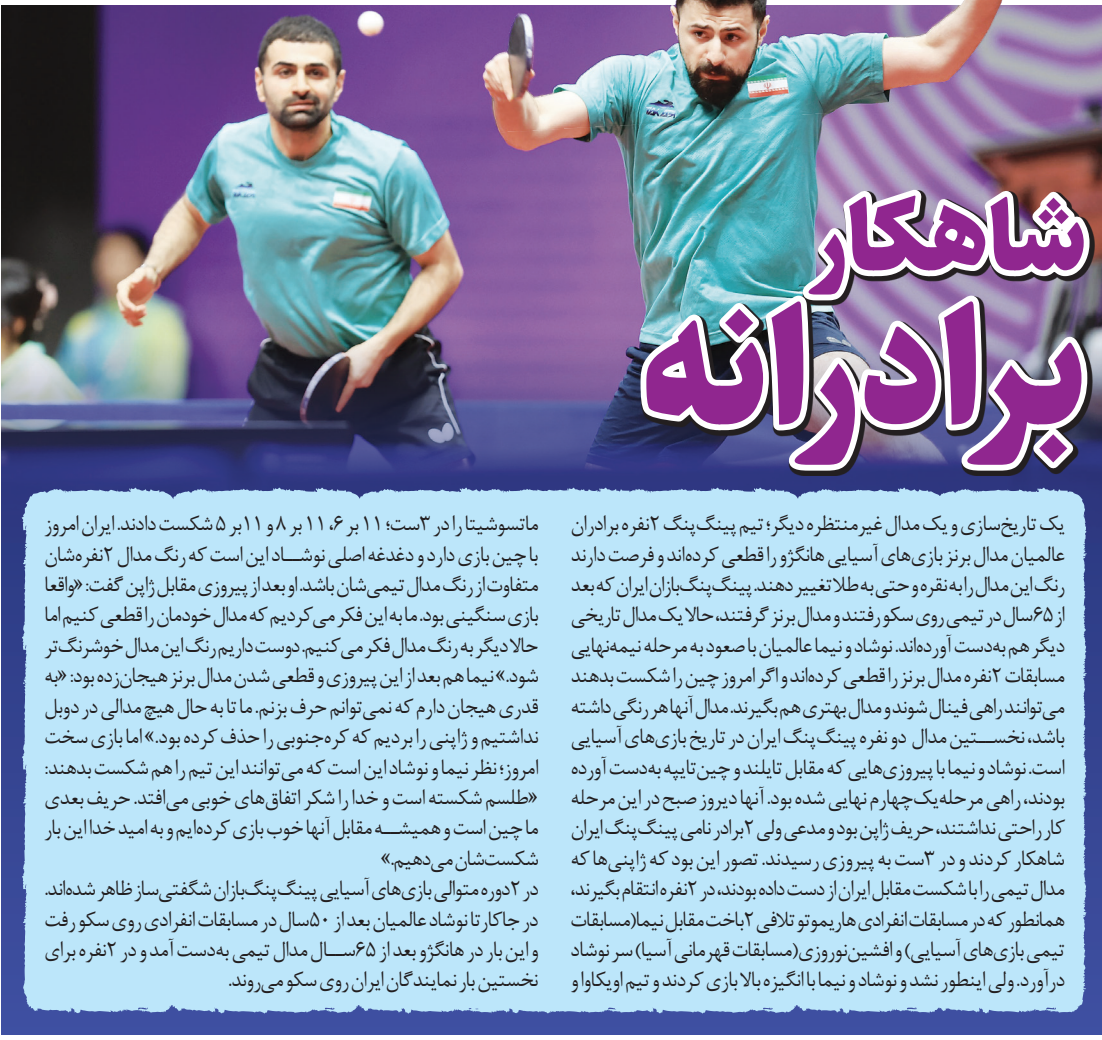 شاهکار
برادرانه
یک تاریخ‌سازی و یک مدال غیرمنتظره دیگر؛ تیم پینگ‌پنگ ۲نفره برادران
عالمیان مدال برنز بازی‌های آسیایی هانگژو را قطعی کرده‌اند و فرصت دارند
رنگ این مدال را به نقره و حتی به طلا تغییر دهند. پینگ‌پنگ‌بازان ایران که بعد
از ۶۵سال در تیمی روی سکو رفتند و مدال برنز گرفتند، حالا یک مدال تاریخی
دیگر هم به‌دست آورده‌اند. نوشاد و نیما عالمیان با صعود به مرحله نیمه‌نهایی
مسابقات ۲نفره مدال برنز را قطعی کرده‌اند و اگر امروز چین را شکست بدهند
می‌توانند راهی فینال شوند و مدال بهتری هم بگیرند. مدال آنها هر رنگی داشته
باشد، نخســتین مدال دو نفره پینگ‌پنگ ایران در تاریخ بازی‌های آسیایی
است. نوشاد و نیما با پیروزی‌هایی که مقابل تایلند و چین‌تایپه به‌دست آورده
بودند، راهی مرحله یک‌چهارم نهایی شده بود. آنها دیروز صبح در این مرحله
کار راحتی نداشتند، حریف ژاپن بود و مدعی ولی ۲برادر نامی پینگ‌پنگ ایران
شاهکار کردند و در ۳ست به پیروزی رسیدند. تصور این بود که ژاپنی‌ها که
مدال تیمی را با شکست مقابل ایران از دست داده بودند، در ۲نفره انتقام بگیرند،
همانطور که در مسابقات انفرادی هاریموتو تلافی ۲باخت مقابل نیما(مسابقات
تیمی بازی‌های آسیایی) و افشین‌نوروزی(مسابقات قهرمانی آسیا) سر نوشاد
درآورد. ولی اینطور نشد و نوشاد و نیما با انگیزه بالا بازی کردند و تیم اویکاوا و
ماتسوشیتا را در ۳ست؛ ۱۱ بر ۶، ۱۱ بر ۸ و ۱۱بر ۵ شکست دادند. ایران امروز
با چین بازی دارد و دغدغه اصلی نوشــاد این است که رنگ مدال ۲نفره‌شان
متفاوت از رنگ مدال تیمی‌شان باشد. او بعد از پیروزی مقابل ژاپن گفت: «واقعا
بازی سنگینی بود. ما به این فکر می‌کردیم که مدال خودمان را قطعی کنیم اما
حالا دیگر به رنگ مدال فکر می‌کنیم. دوست داریم رنگ این مدال خوشرنگ‌تر
شود.» نیما هم بعد از این پیروزی و قطعی شدن مدال برنز هیجان‌زده بود: «به
قدری هیجان دارم که نمی‌توانم حرف بزنم. ما تا به حال هیچ مدالی در دوبل
نداشتیم و ژاپنی را بردیم که کره‌جنوبی را حذف کرده بود.» اما بازی سخت
امروز؛ نظر نیما و نوشاد این است که می‌توانند این تیم را هم شکست بدهند:
«طلسم شکسته است و خدا را شکر اتفاق‌های خوبی می‌افتد. حریف بعدی
ما چین است و همیشــه مقابل آنها خوب بازی کرده‌ایم و به امید خدا این بار
شکست‌شان می‌دهیم.»
در ۲دوره متوالی بازی‌های آسیایی پینگ‌پنگ‌بازان شگفتی‌ساز ظاهر شده‌اند.
در جاکارتا نوشاد عالمیان بعد از ۵۰سال در مسابقات انفرادی روی سکو رفت
و این بار در هانگژو بعد از ۶۵ســال مدال تیمی به‌دست آمد و در ۲نفره برای
نخستین بار نمایندگان ایران روی سکو می‌روند.